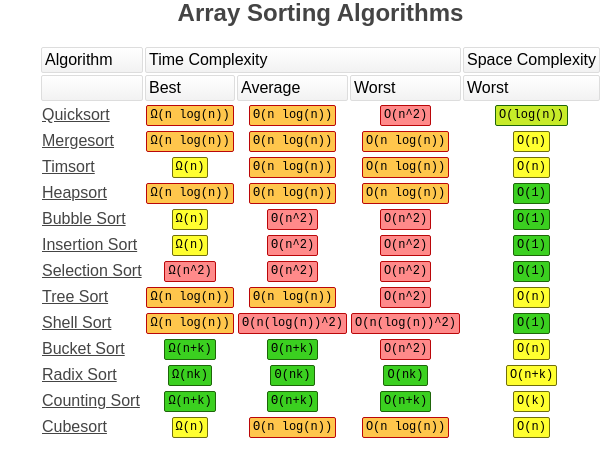 Array Sorting Algorithms
Algorithm Time Complexity Space Complexity
Best Average Worst Worst
Quicksort Ω(n log(n)) Θ(n log(n)) O(n^2) O(log(n))
Mergesort Ω(n log(n)) Θ(n log(n)) O(n log(n)) O(n)
Timsort Ω(n) Θ(n log(n)) O(n log(n)) O(n)
Heapsort Ω(n log(n)) Θ(n log(n)) O(n log(n)) O(1)
Bubble Sort Ω(n) Θ(n^2) O(n^2) O(1)
Insertion Sort Ω(n) Θ(n^2) O(n^2) O(1)
Selection Sort Ω(n^2) Θ(n^2) O(n^2) O(1)
Tree Sort Ω(n log(n)) Θ(n log(n)) O(n^2) O(n)
Shell Sort Ω(n log(n)) Θ(n(log(n))^2) O(n(log(n))^2) O(1)
Bucket Sort Ω(n+k) Θ(n+k) O(n^2) O(n)
Radix Sort Ω(nk) Θ(nk) O(nk) O(n+k)
Counting Sort Ω(n+k) Θ(n+k) O(n+k) O(k)
Cubesort Ω(n) Θ(n log(n)) O(n log(n)) O(n)